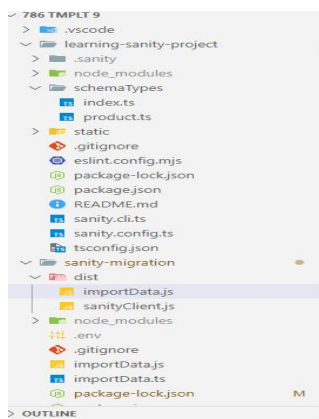 786 TMPLT 9
.vscode
learning-sanity-project
.sanity
node_modules
schemaTypes
TS index.ts
TS product.ts
static
.gitignore
eslint.config.mjs
package-lock.json
package.json
README.md
TS sanity.cli.ts
TS sanity.config.ts
tsconfig.json
sanity-migration
dist
importData.js
sanityClient.js
node_modules
.env
.gitignore
importData.js
TS importData.ts
package-lock.json M
OUTLINE